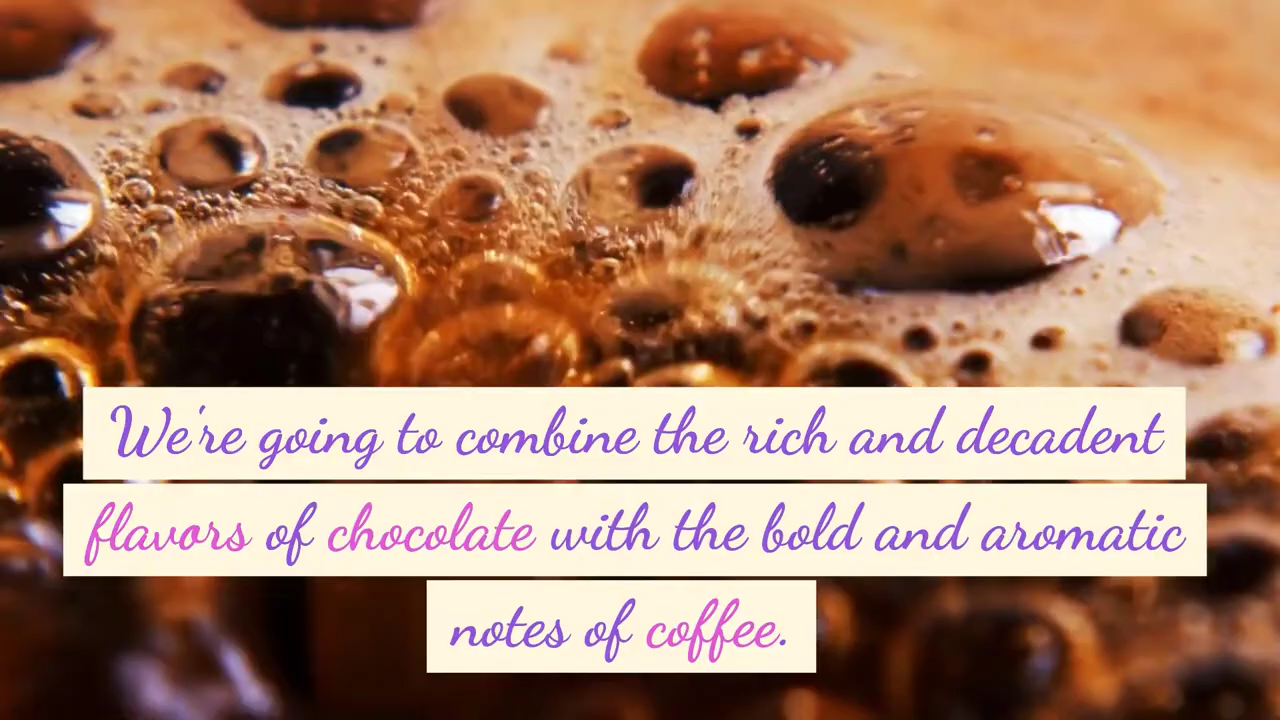 We're going to combine the rich and decadent
flavors of chocolate with the bold and aromatic
notes of coffee.